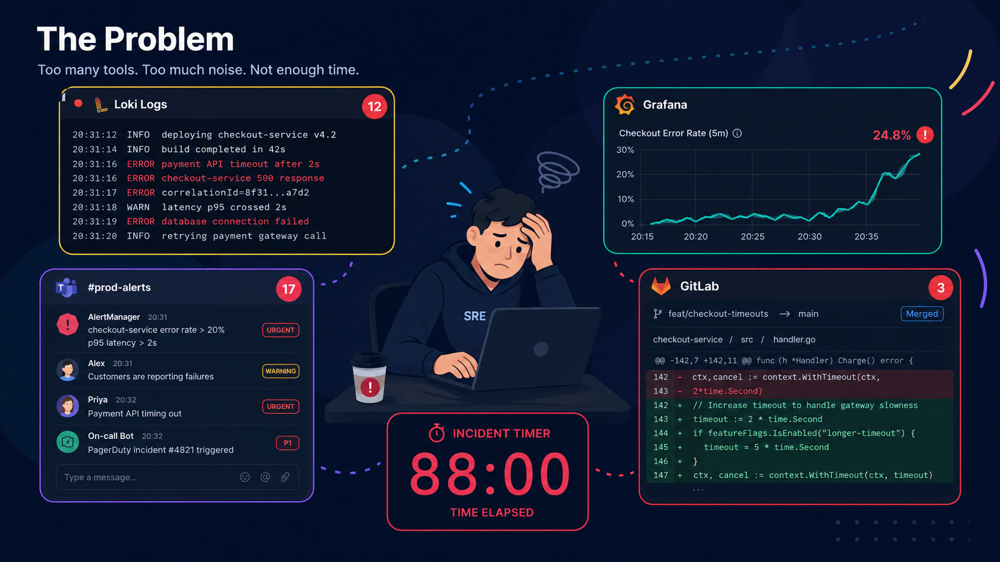 The Problem
Too many tools. Too much noise. Not enough time.
Loki Logs
12
20:31:12 INFO deploying checkout-service v4.2
20:31:14 INFO build completed in 42s
20:31:16 ERROR payment API timeout after 2s
20:31:16 ERROR checkout-service 500 response
20:31:17 ERROR correlationId=8f31...a7d2
20:31:18 WARN latency p95 crossed 2s
20:31:19 ERROR database connection failed
20:31:20 INFO retrying payment gateway call
Grafana
Checkout Error Rate (5m)
24.8% !
30%
20%
10%
0%
20:15 20:20 20:25 20:30 20:35
T
#prod-alerts
17
AlertManager 20:31
checkout-service error rate > 20%
p95 latency > 2s
URGENT
Alex 20:31
Customers are reporting failures
WARNING
Priya 20:32
Payment API timing out
URGENT
On-call Bot 20:32
PagerDuty incident #4821 triggered
P1
Type a message...
SRE
!
INCIDENT TIMER
88:00
TIME ELAPSED
GitLab
3
feat/checkout-timeouts → main
Merged
checkout-service / src / handler.go
@@ -142,7 +142,11 @@ func (h *Handler) Charge() error {
142 - ctx,cancel := context.WithTimeout(ctx,
143 - 2*time.Second)
142 + // Increase timeout to handle gateway slowness
143 + timeout := 2 * time.Second
144 + if featureFlags.IsEnabled("longer-timeout") {
145 + timeout = 5 * time.Second
146 + }
147 + ctx, cancel := context.WithTimeout(ctx, timeout)
...